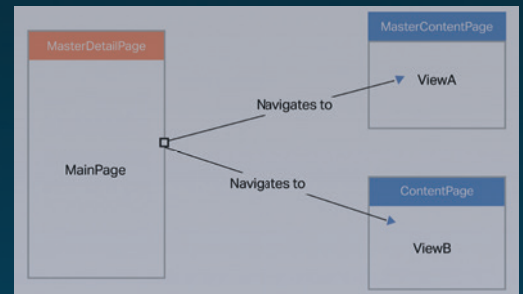 MasterDetailPage
MainPage
Navigates to
Navigates to
MasterContentPage
ViewA
ContentPage
ViewB